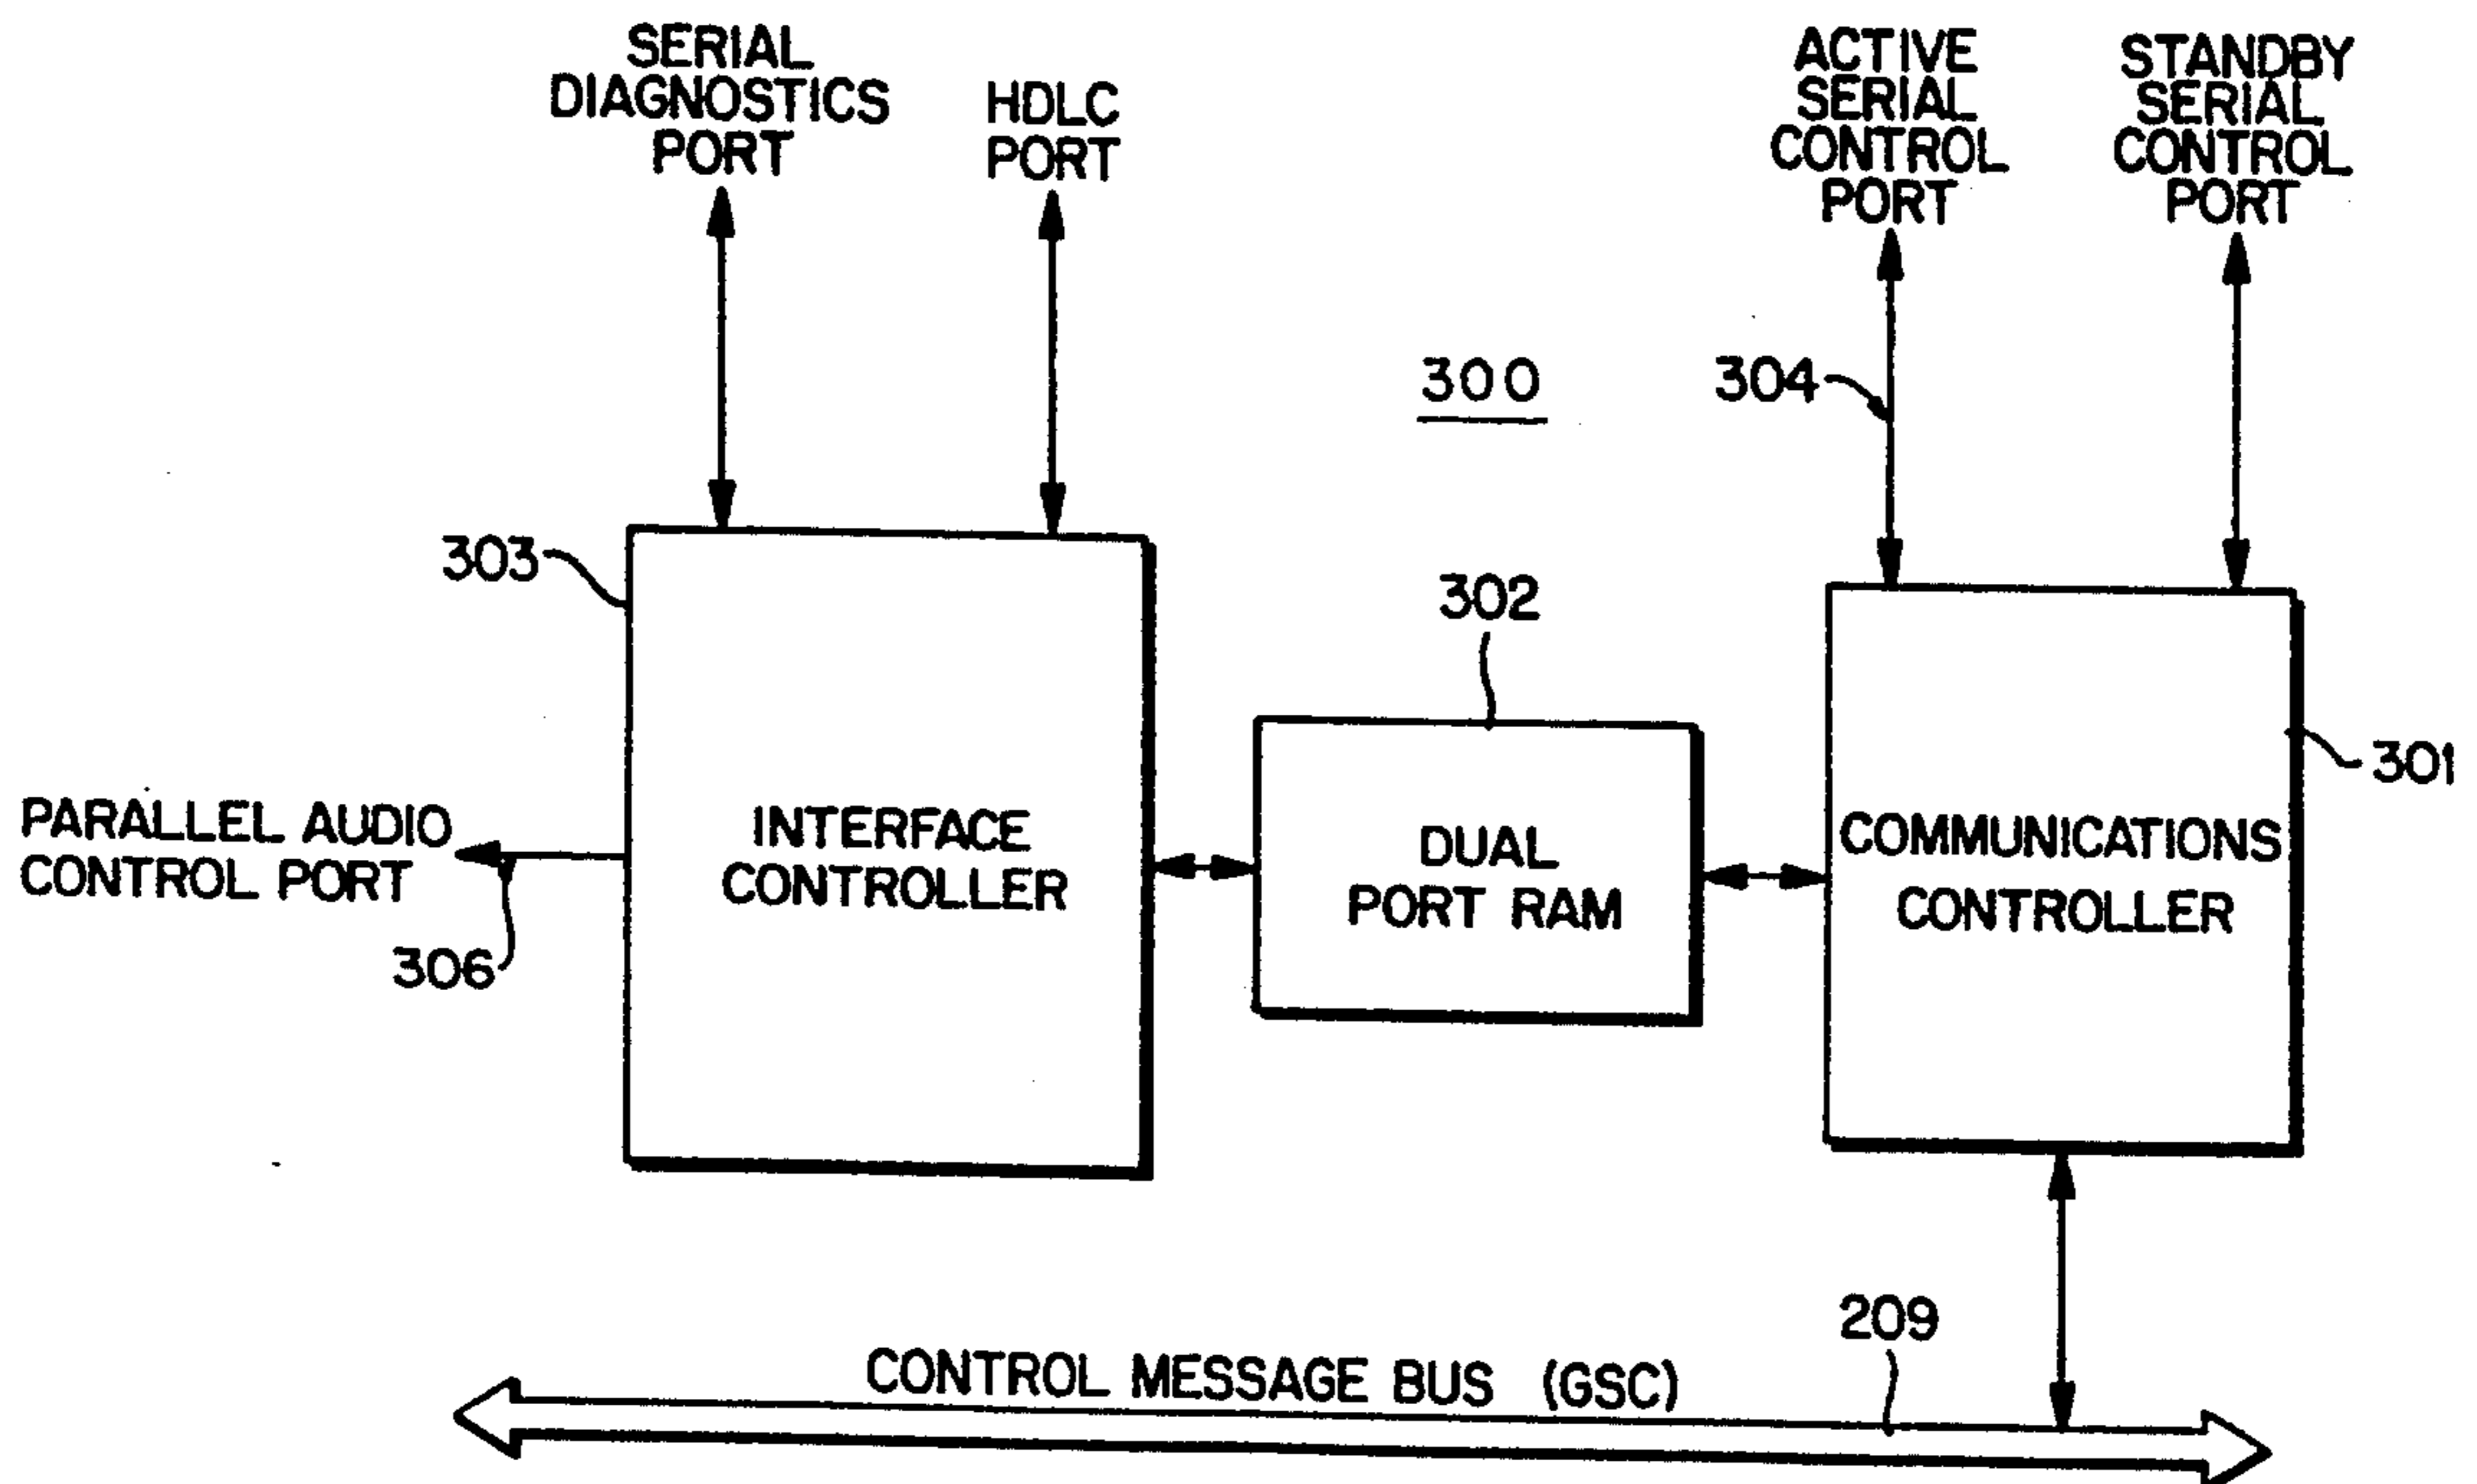 SERIAL
DIAGNOSTICS
PORT
HDLC
PORT
ACTIVE
SERIAL
CONTROL
PORT
STANDBY
SERIAL
CONTROL
PORT
300
304
303
302
301
PARALLEL AUDIO
CONTROL PORT
306
INTERFACE
CONTROLLER
DUAL
PORT RAM
COMMUNICATIONS
CONTROLLER
209
CONTROL MESSAGE BUS (GSC)